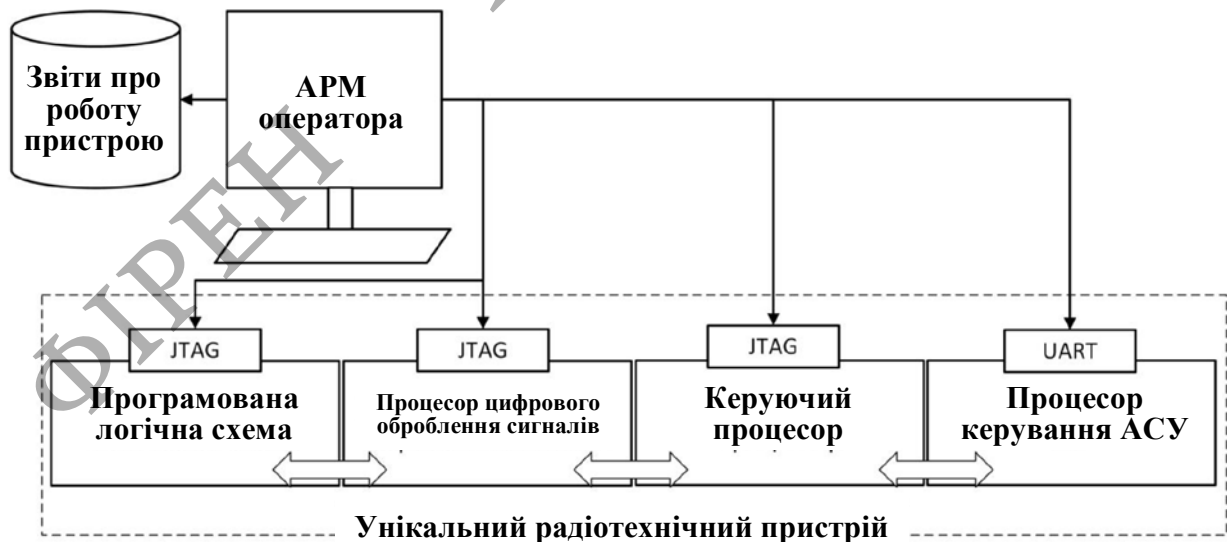 Звіти про
роботу
пристрою
АРМ
оператора
ФІРЕН
JTAG
JTAG
JTAG
UART
Програмована
логічна схема
Процесор цифрового
оброблення сигналів
Керуючий
процесор
Процесор
керування АСУ
Унікальний радіотехнічний пристрій